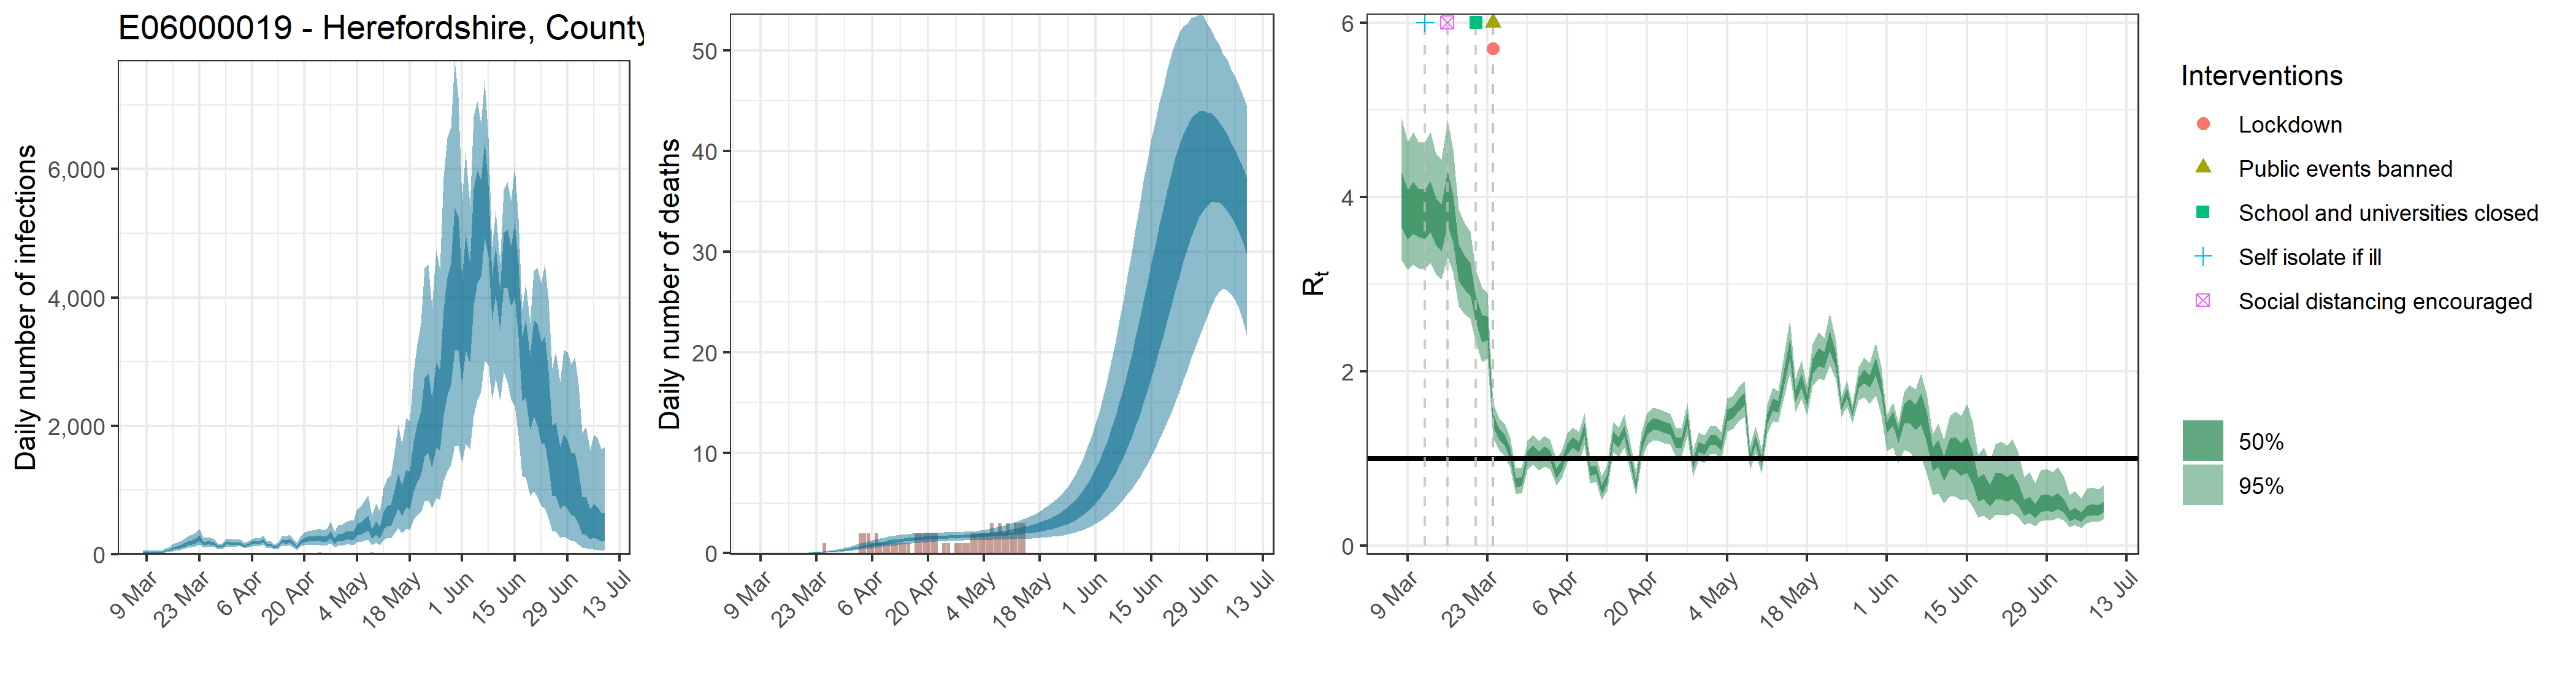 E06000019 - Herefordshire, County
Daily number of infections
6,000
4,000
2,000
0
9 Mar
23 Mar
6 Apr
20 Apr
4 May
18 May
1 Jun
15 Jun
29 Jun
13 Jul
Daily number of deaths
50
40
30
20
10
0
9 Mar
23 Mar
6 Apr
20 Apr
4 May
18 May
1 Jun
15 Jun
29 Jun
13 Jul
Rt
6
4
2
0
9 Mar
23 Mar
6 Apr
20 Apr
4 May
18 May
1 Jun
15 Jun
29 Jun
13 Jul
Interventions
Lockdown
Public events banned
School and universities closed
Self isolate if ill
Social distancing encouraged
50%
95%